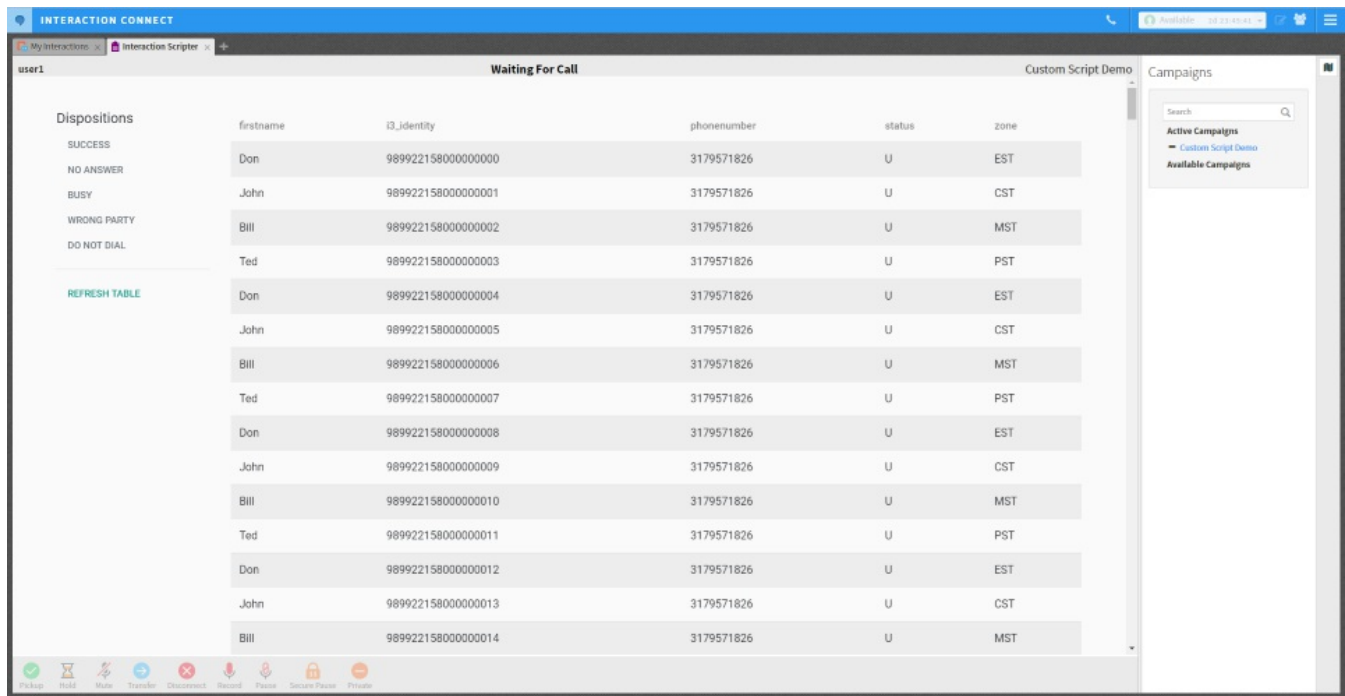 INTERACTION CONNECT
Available 1d 21:43:41
My Interactions × Interaction Scripter × +
user1 Waiting For Call Custom Script Demo
Campaigns
Search
Active Campaigns
Custom Script Demo
Available Campaigns
Dispositions
SUCCESS
NO ANSWER
BUSY
WRONG PARTY
DO NOT DIAL
REFRESH TABLE
firstname i3_identity phonenumber status zone
Don 989922158000000000 3179571826 U EST
John 989922158000000001 3179571826 U CST
Bill 989922158000000002 3179571826 U MST
Ted 989922158000000003 3179571826 U PST
Don 989922158000000004 3179571826 U EST
John 989922158000000005 3179571826 U CST
Bill 989922158000000006 3179571826 U MST
Ted 989922158000000007 3179571826 U PST
Don 989922158000000008 3179571826 U EST
John 989922158000000009 3179571826 U CST
Bill 989922158000000010 3179571826 U MST
Ted 989922158000000011 3179571826 U PST
Don 989922158000000012 3179571826 U EST
John 989922158000000013 3179571826 U CST
Bill 989922158000000014 3179571826 U MST
Pickup Hold Mute Transfer Disconnect Record Pause Secure Pause Private